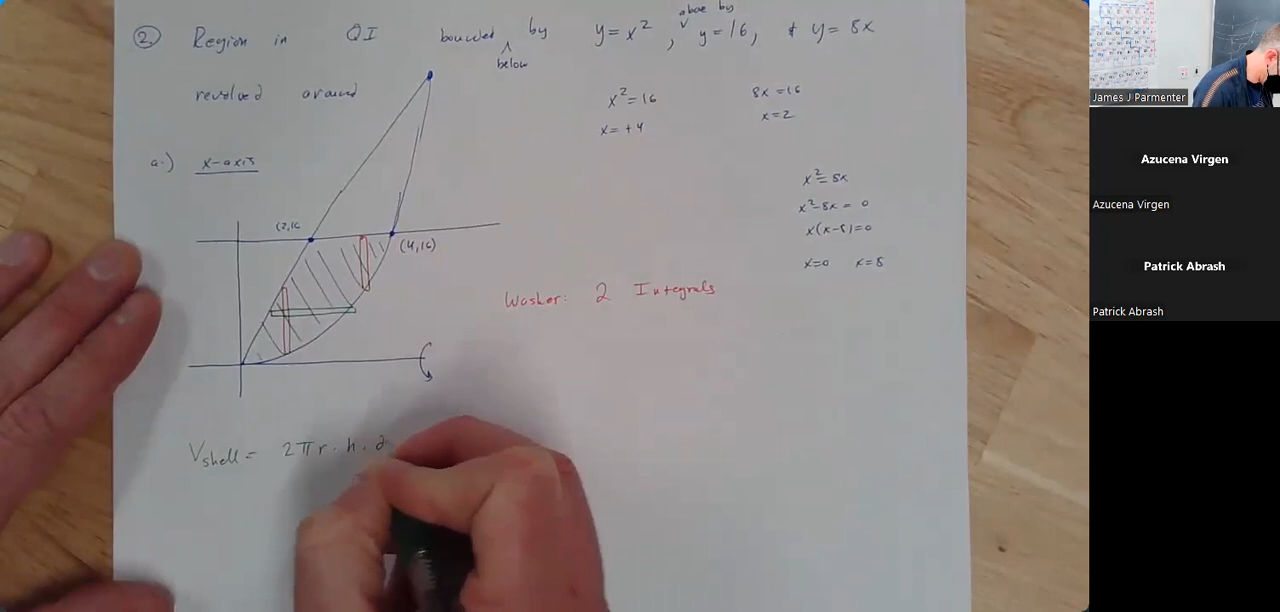 ② Region in QI bounded below by y=x², above by y=16, & y=8x
revolved around
a.) x-axis
x²=16
x=+4
8x=16
x=2
x²=8x
x²-8x=0
x(x-8)=0
x=0 x=8
(2,16
(4,16)
Washer: 2 Integrals
V shell = 2πr·h·
James J Parmenter
Azucena Virgen
Azucena Virgen
Patrick Abrash
Patrick Abrash